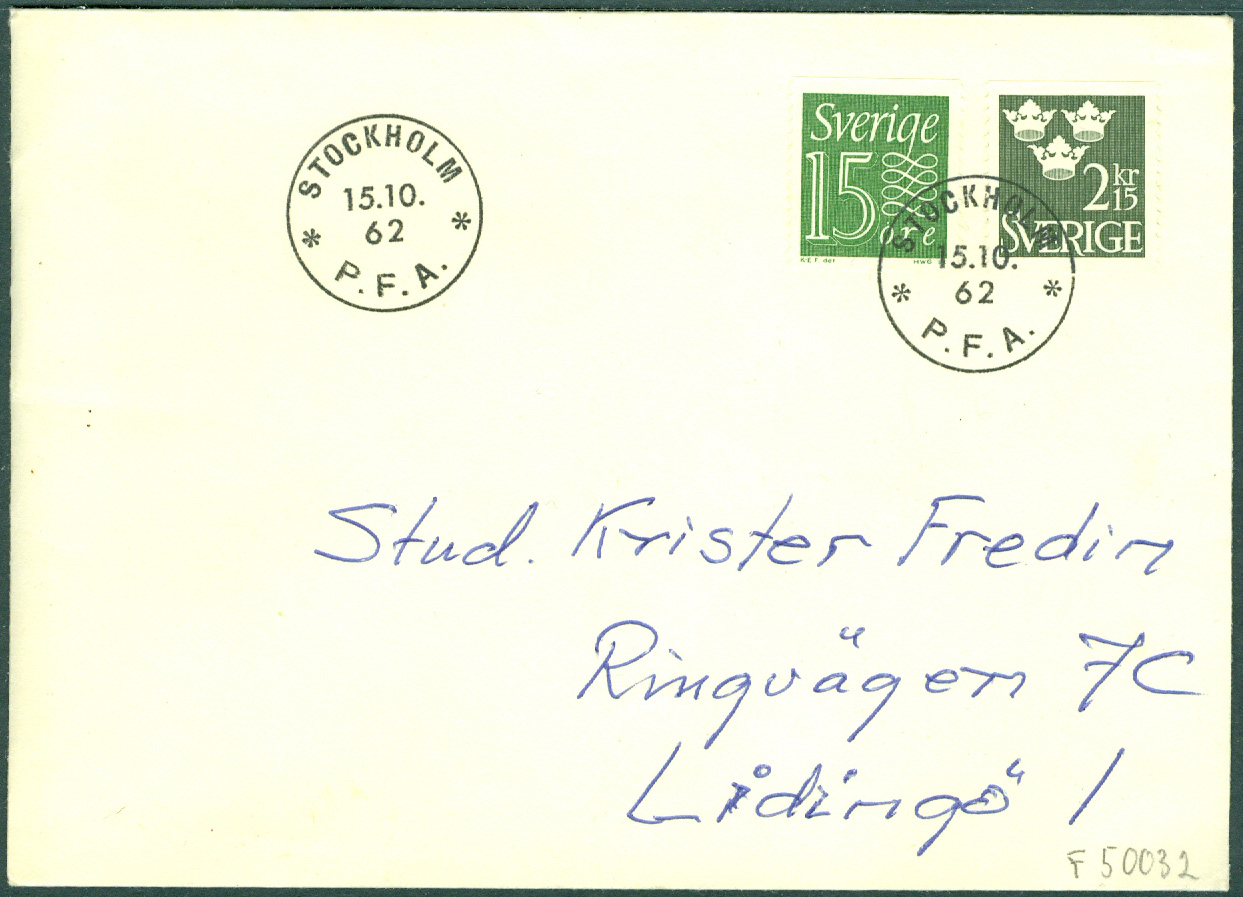 STOCKHOLM
15.10.
62
* P.F.A. *
Sverige
15
öre
K.E.F. del
HWG
2 kr
15
SVERIGE
STOCKHOLM
15.10.
62
* P.F.A. *
Stud. Krister Fredin
Ringvägen 7C
Lidingö 1
F 50032